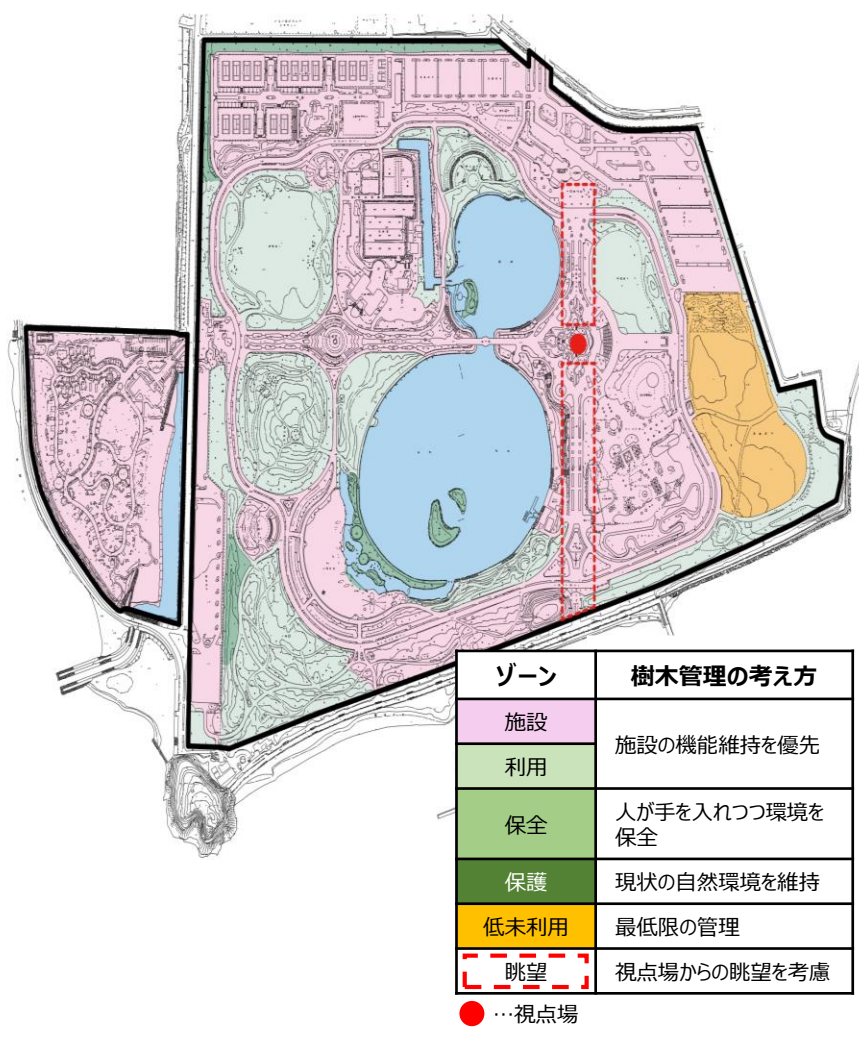 ゾーン 樹木管理の考え方
施設 施設の機能維持を優先
利用
保全 人が手を入れつつ環境を
保全
保護 現状の自然環境を維持
低未利用 最低限の管理
眺望 視点場からの眺望を考慮
…視点場